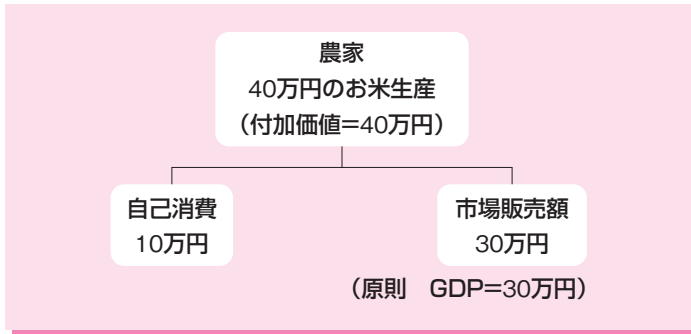 農家
40万円のお米生産
（付加価値＝40万円）
自己消費
10万円
市場販売額
30万円
（原則　GDP＝30万円）